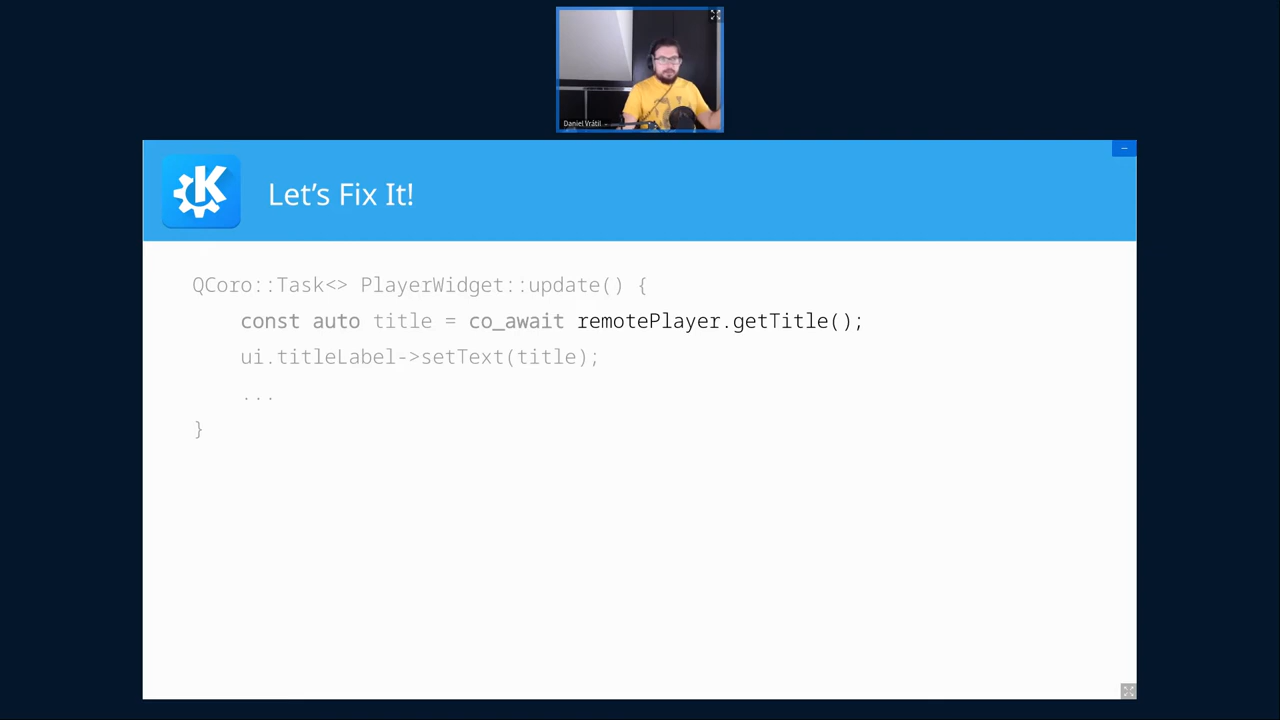 Daniel Vrátil
Let's Fix It!
QCoro::Task<> PlayerWidget::update() {
const auto title = co_await remotePlayer.getTitle();
ui.titleLabel->setText(title);
...
}